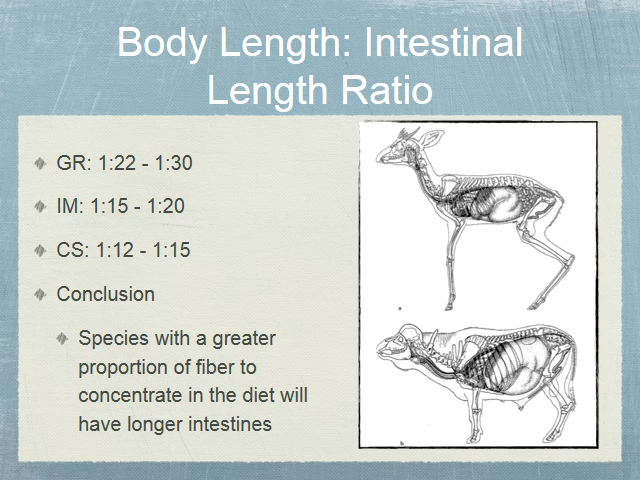 Body Length: Intestinal
Length Ratio
GR: 1:22 - 1:30
IM: 1:15 - 1:20
CS: 1:12 - 1:15
Conclusion
Species with a greater
proportion of fiber to
concentrate in the diet will
have longer intestines
a
b